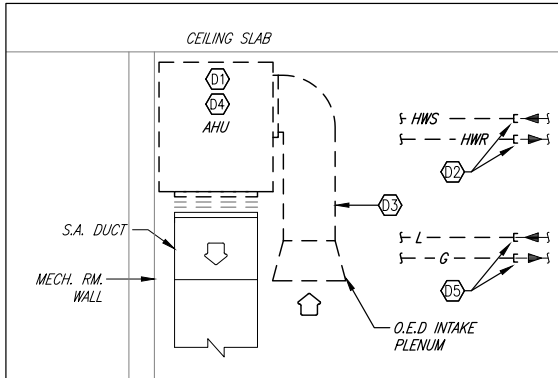 CEILING SLAB
D1
D4
AHU
HWS
HWR
D2
D3
S.A. DUCT
L
G
MECH. RM.
WALL
D5
O.E.D INTAKE
PLENUM